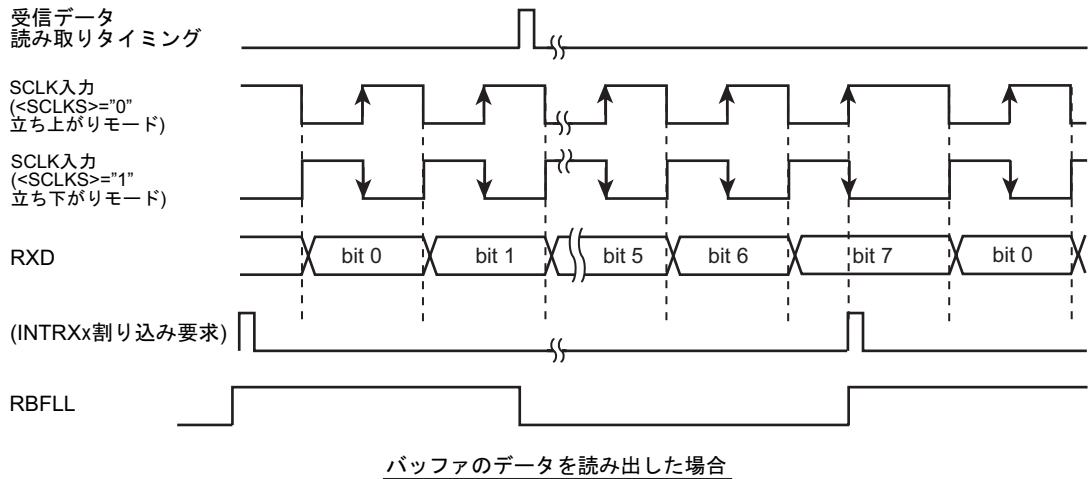 受信データ
読み取りタイミング
SCLK入力
(<SCLKS>="0"
立ち上がりモード)
SCLK入力
(<SCLKS>="1"
立ち下がりモード)
RXD
bit 0
bit 1
bit 5
bit 6
bit 7
bit 0
(INTRXx割り込み要求)
RBFLL
バッファのデータを読み出した場合